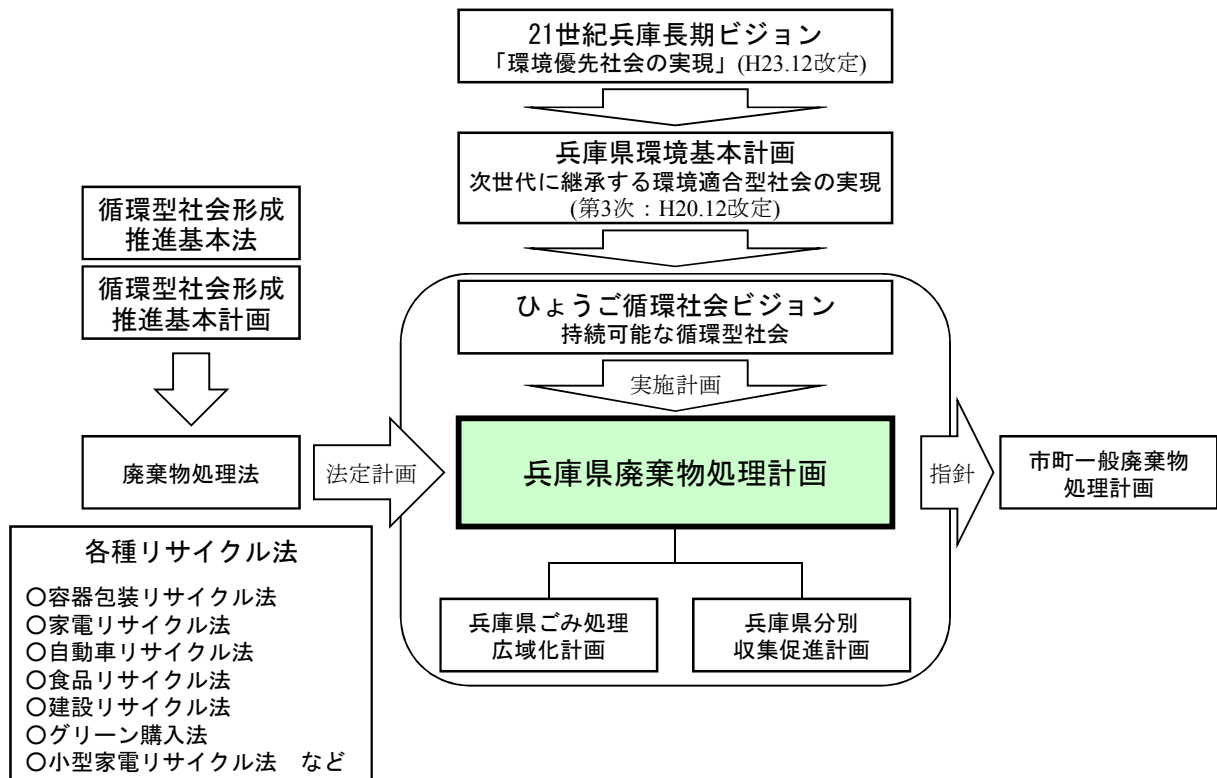 21世紀兵庫長期ビジョン
「環境優先社会の実現」(H23.12改定)
兵庫県環境基本計画
次世代に継承する環境適合型社会の実現
(第3次：H20.12改定)
循環型社会形成
推進基本法
循環型社会形成
推進基本計画
ひょうご循環社会ビジョン
持続可能な循環型社会
実施計画
廃棄物処理法
法定計画
兵庫県廃棄物処理計画
指針
市町一般廃棄物
処理計画
各種リサイクル法
○容器包装リサイクル法
○家電リサイクル法
○自動車リサイクル法
○食品リサイクル法
○建設リサイクル法
○グリーン購入法
○小型家電リサイクル法　など
兵庫県ごみ処理
広域化計画
兵庫県分別
収集促進計画